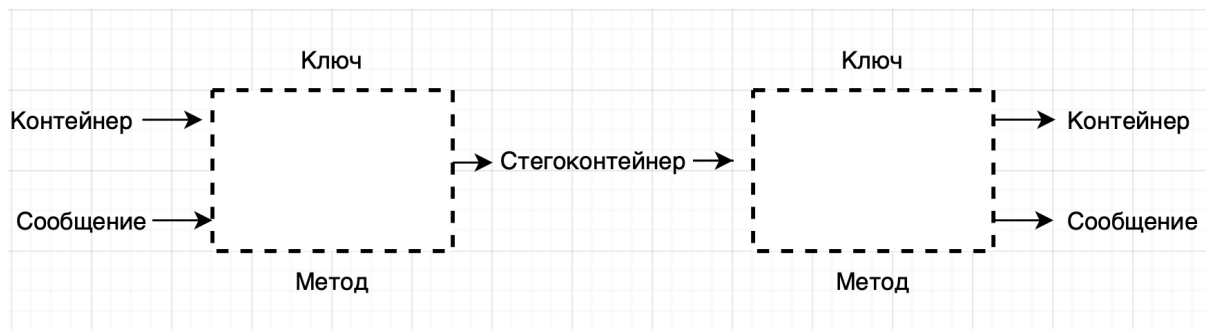 Ключ
Ключ
Контейнер
Контейнер
Стегоконтейнер
Сообщение
Сообщение
Метод
Метод